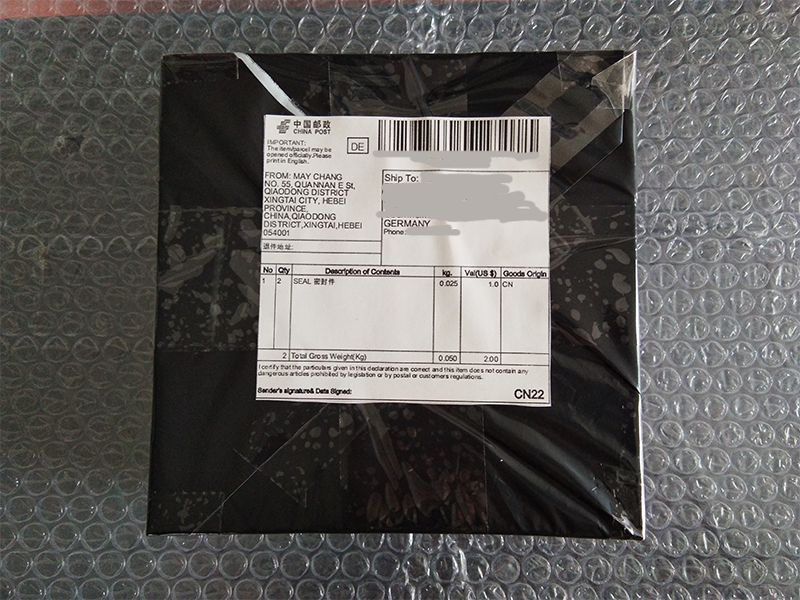 中国邮政
CHINA POST
IMPORTANT:
The item/parcel may be
opened officially.Please
print in English.
DE
FROM: MAY CHANG
NO. 55, QUANNAN E St,
QIAODONG DISTRICT
XINGTAI CITY, HEBEI
PROVINCE,
CHINA,QIAODONG
DISTRICT,XINGTAI,HEBEI
054001
退件地址:
Ship To:
GERMANY
Phone:
No Qty Description of Contents kg. Val(US $) Goods Origin
1 2 SEAL 密封件 0.025 1.0 CN
2 Total Gross Weight(Kg) 0.050 2.00
I certify that the particulars given in this declaration are correct and this item does not contain any
dangerous articles prohibited by legislation or by postal or customers regulations.
Sender's signature& Data Signed:
CN22